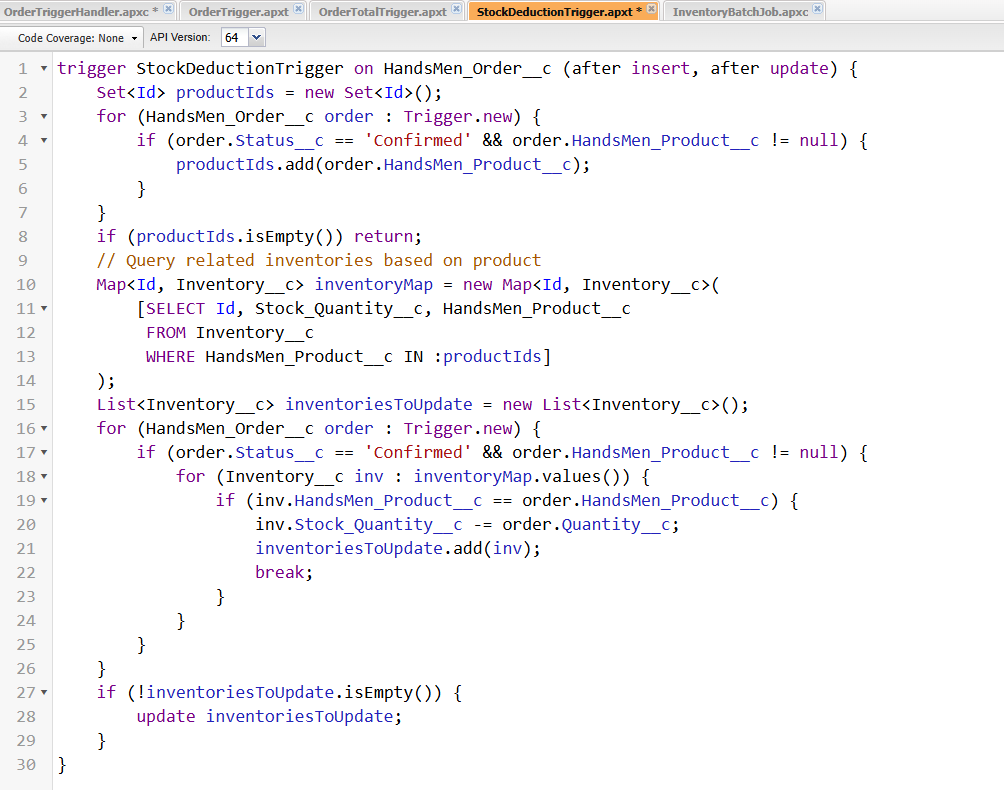 OrderTriggerHandler.apxc * OrderTrigger.apxt OrderTotalTrigger.apxt StockDeductionTrigger.apxt * InventoryBatchJob.apxc
Code Coverage: None API Version: 64
1 trigger StockDeductionTrigger on HandsMen_Order__c (after insert, after update) {
2 Set<Id> productIds = new Set<Id>();
3 for (HandsMen_Order__c order : Trigger.new) {
4 if (order.Status__c == 'Confirmed' && order.HandsMen_Product__c != null) {
5 productIds.add(order.HandsMen_Product__c);
6 }
7 }
8 if (productIds.isEmpty()) return;
9 // Query related inventories based on product
10 Map<Id, Inventory__c> inventoryMap = new Map<Id, Inventory__c>(
11 [SELECT Id, Stock_Quantity__c, HandsMen_Product__c
12 FROM Inventory__c
13 WHERE HandsMen_Product__c IN :productIds]
14 );
15 List<Inventory__c> inventoriesToUpdate = new List<Inventory__c>();
16 for (HandsMen_Order__c order : Trigger.new) {
17 if (order.Status__c == 'Confirmed' && order.HandsMen_Product__c != null) {
18 for (Inventory__c inv : inventoryMap.values()) {
19 if (inv.HandsMen_Product__c == order.HandsMen_Product__c) {
20 inv.Stock_Quantity__c -= order.Quantity__c;
21 inventoriesToUpdate.add(inv);
22 break;
23 }
24 }
25 }
26 }
27 if (!inventoriesToUpdate.isEmpty()) {
28 update inventoriesToUpdate;
29 }
30 }